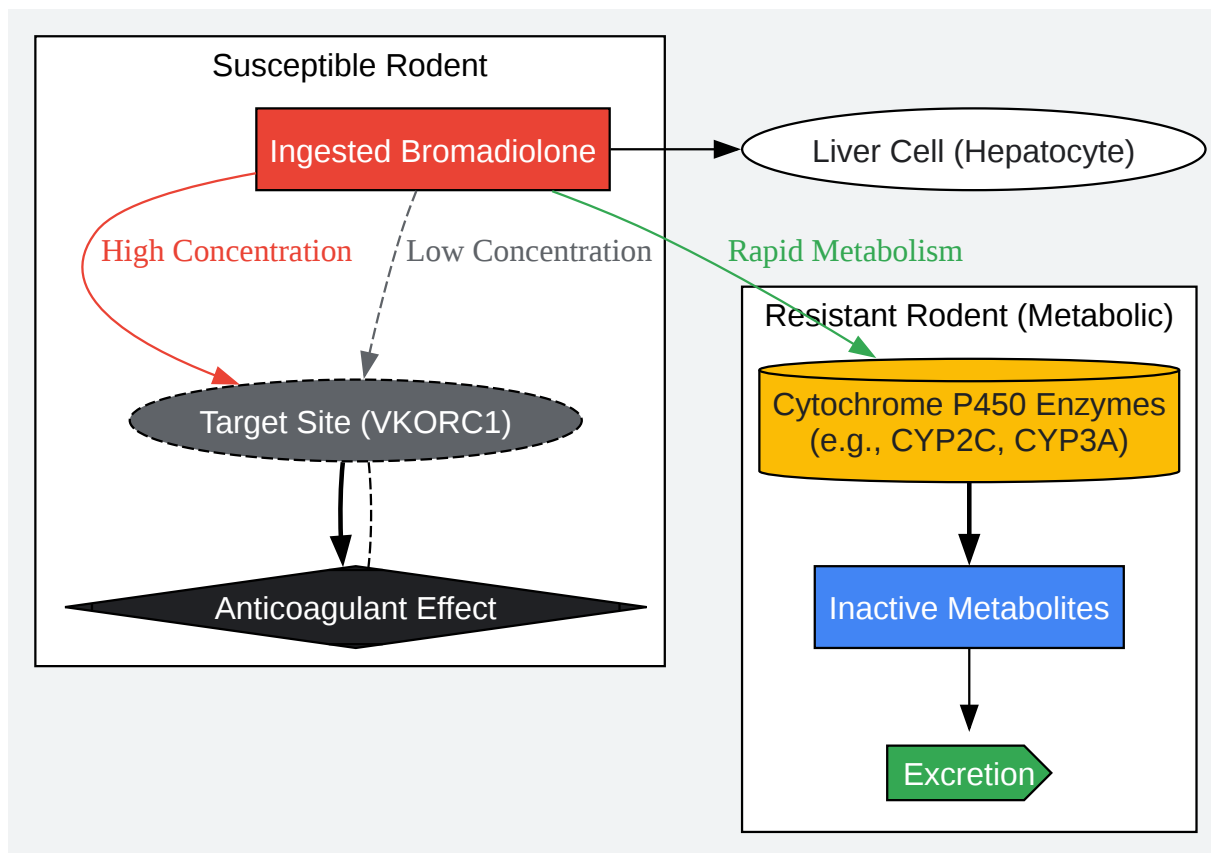 Susceptible Rodent
Ingested Bromadiolone
Liver Cell (Hepatocyte)
High Concentration
Low Concentration
Rapid Metabolism
Resistant Rodent (Metabolic)
Target Site (VKORC1)
Cytochrome P450 Enzymes
(e.g., CYP2C, CYP3A)
Anticoagulant Effect
Inactive Metabolites
Excretion